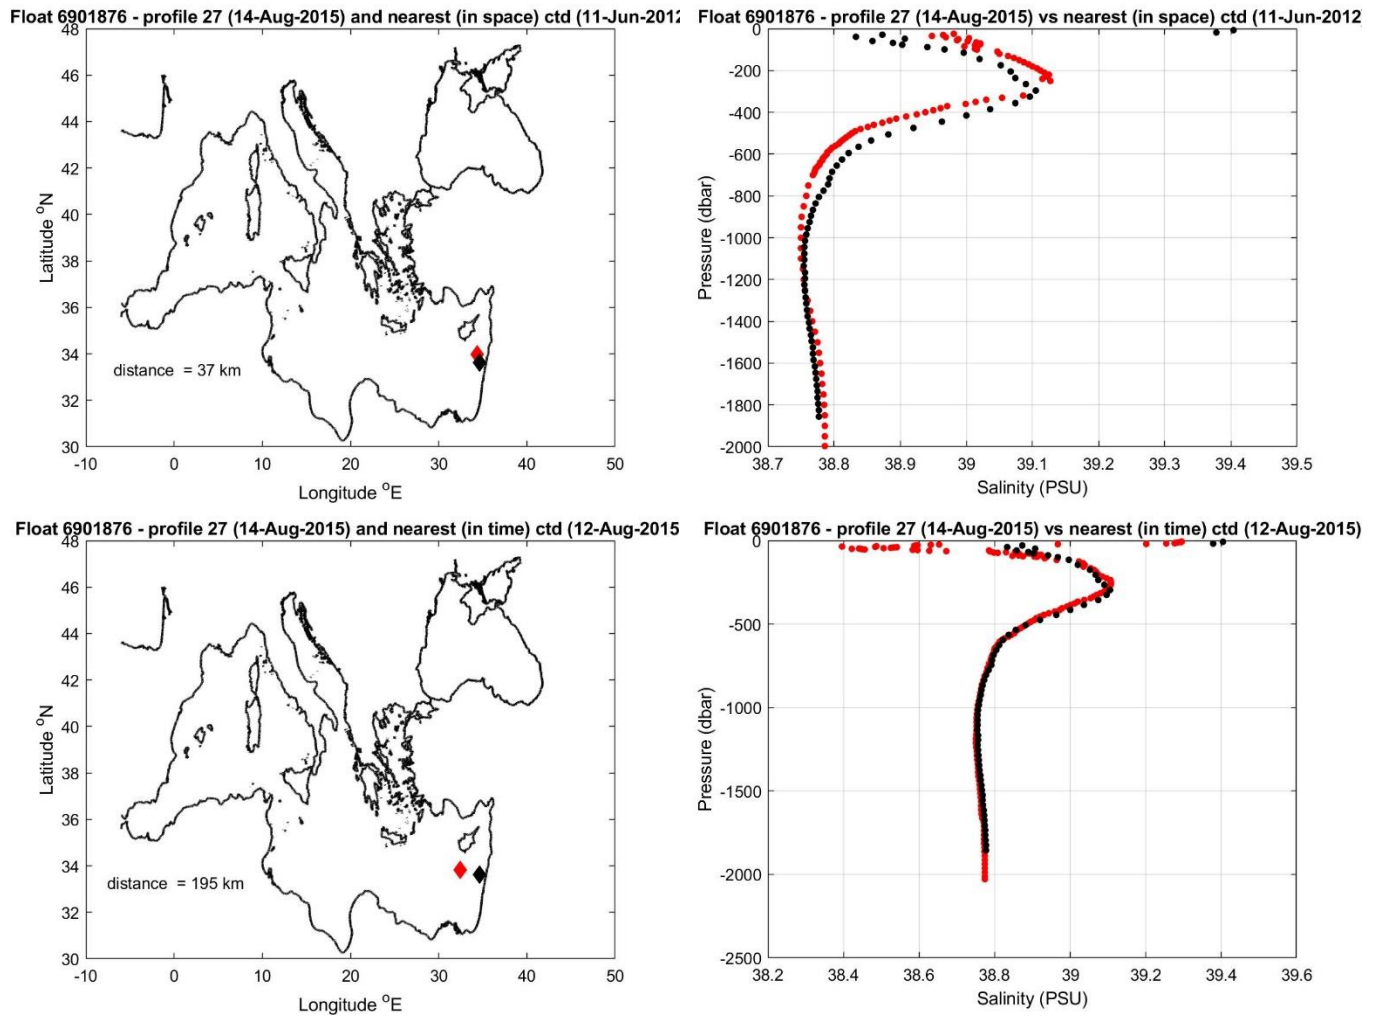 Float 6901876 - profile 27 (14-Aug-2015) and nearest (in space) ctd (11-Jun-2012
48
46
44
42
40
38
36
34
32
30
Latitude °N
distance = 37 km
-10 0 10 20 30 40 50
Longitude °E
Float 6901876 - profile 27 (14-Aug-2015) vs nearest (in space) ctd (11-Jun-2012
0
-200
-400
-600
-800
-1000
-1200
-1400
-1600
-1800
-2000
Pressure (dbar)
38.7 38.8 38.9 39 39.1 39.2 39.3 39.4 39.5
Salinity (PSU)
Float 6901876 - profile 27 (14-Aug-2015) and nearest (in time) ctd (12-Aug-2015
48
46
44
42
40
38
36
34
32
30
Latitude °N
distance = 195 km
-10 0 10 20 30 40 50
Longitude °E
Float 6901876 - profile 27 (14-Aug-2015) vs nearest (in time) ctd (12-Aug-2015)
0
-500
-1000
-1500
-2000
-2500
Pressure (dbar)
38.2 38.4 38.6 38.8 39 39.2 39.4 39.6
Salinity (PSU)